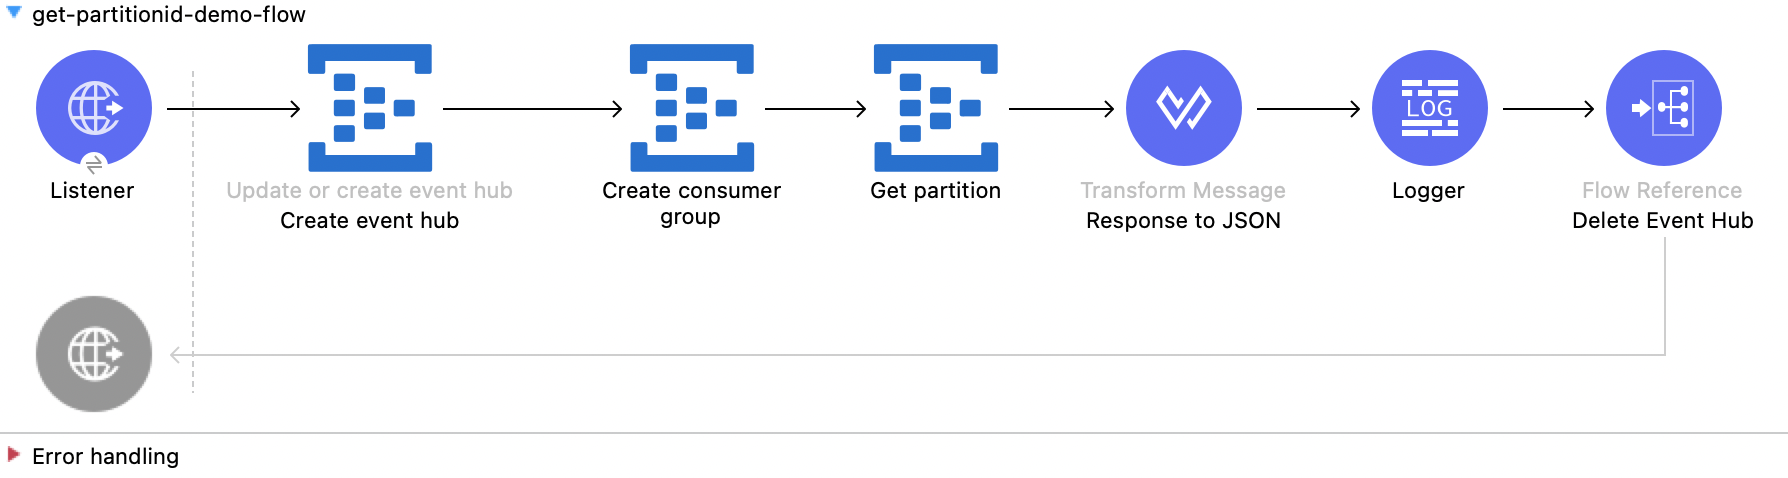 get-partitionid-demo-flow
LOG
Listener
Update or create event hub
Create event hub
Create consumer
group
Get partition
Transform Message
Response to JSON
Logger
Flow Reference
Delete Event Hub
Error handling